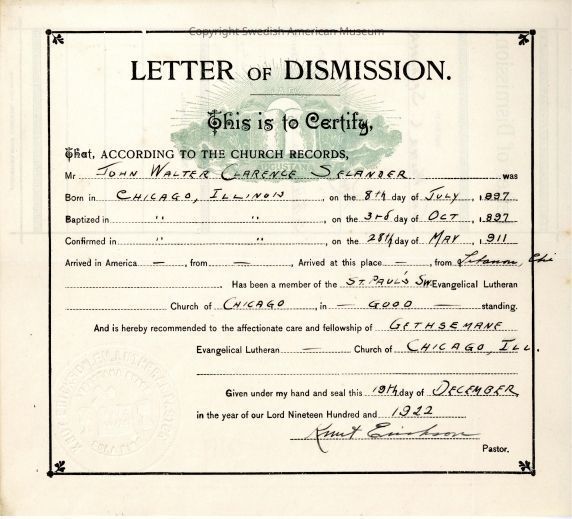 Copyright Swedish American Museum
LETTER OF DISMISSION.
This is to Certify,
That, ACCORDING TO THE CHURCH RECORDS,
Mr JOHN WALTER CLARENCE SELANDER was
Born in CHICAGO, ILLINOIS, on the 8th day of JULY, 1897
Baptized in " ", on the 3rd day of OCT, 1897
Confirmed in " ", on the 28th day of MAY, 1911
Arrived in America —, from — Arrived at this place —, from
Has been a member of the ST. PAUL'S SW. Evangelical Lutheran
Church of CHICAGO, in — GOOD — standing.
And is hereby recommended to the affectionate care and fellowship of GETHSEMANE
Evangelical Lutheran — Church of CHICAGO, ILL.
Given under my hand and seal this 19th day of DECEMBER,
in the year of our Lord Nineteen Hundred and 1922
Knut Erickson
Pastor.